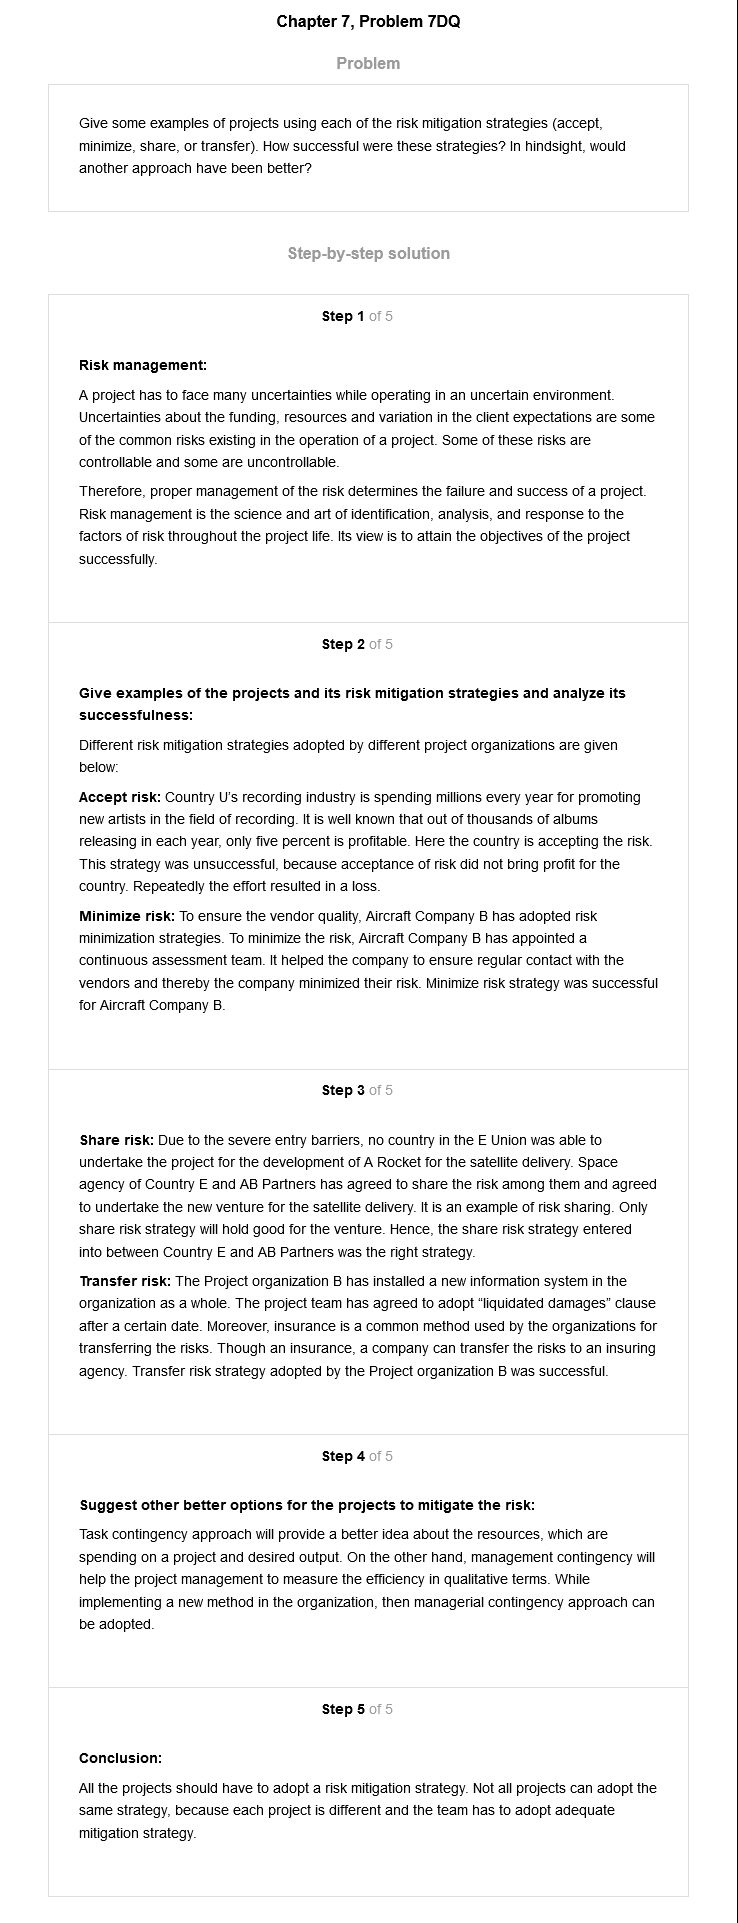 Chapter 7, Problem 7DQ
Problem
Give some examples of projects using each of the risk mitigation strategies (accept,
minimize, share, or transfer). How successful were these strategies? In hindsight, would
another approach have been better?
Step-by-step solution
Step 1 of 5
Risk management:
A project has to face many uncertainties while operating in an uncertain environment.
Uncertainties about the funding, resources and variation in the client expectations are some
of the common risks existing in the operation of a project. Some of these risks are
controllable and some are uncontrollable.
Therefore, proper management of the risk determines the failure and success of a project.
Risk management is the science and art of identification, analysis, and response to the
factors of risk throughout the project life. Its view is to attain the objectives of the project
successfully.
Step 2 of 5
Give examples of the projects and its risk mitigation strategies and analyze its
successfulness:
Different risk mitigation strategies adopted by different project organizations are given
below:
Accept risk: Country U's recording industry is spending millions every year for promoting
new artists in the field of recording. It is well known that out of thousands of albums
releasing in each year, only five percent is profitable. Here the country is accepting the risk.
This strategy was unsuccessful, because acceptance of risk did not bring profit for the
country. Repeatedly the effort resulted in a loss.
Minimize risk: To ensure the vendor quality, Aircraft Company B has adopted risk
minimization strategies. To minimize the risk, Aircraft Company B has appointed a
continuous assessment team. It helped the company to ensure regular contact with the
vendors and thereby the company minimized their risk. Minimize risk strategy was successful
for Aircraft Company B.
Step 3 of 5
Share risk: Due to the severe entry barriers, no country in the E Union was able to
undertake the project for the development of A Rocket for the satellite delivery. Space
agency of Country E and AB Partners has agreed to share the risk among them and agreed
to undertake the new venture for the satellite delivery. It is an example of risk sharing. Only
share risk strategy will hold good for the venture. Hence, the share risk strategy entered
into between Country E and AB Partners was the right strategy.
Transfer risk: The Project organization B has installed a new information system in the
organization as a whole. The project team has agreed to adopt “liquidated damages” clause
after a certain date. Moreover, insurance is a common method used by the organizations for
transferring the risks. Though an insurance, a company can transfer the risks to an insuring
agency. Transfer risk strategy adopted by the Project organization B was successful.
Step 4 of 5
Suggest other better options for the projects to mitigate the risk:
Task contingency approach will provide a better idea about the resources, which are
spending on a project and desired output. On the other hand, management contingency will
help the project management to measure the efficiency in qualitative terms. While
implementing a new method in the organization, then managerial contingency approach can
be adopted.
Step 5 of 5
Conclusion:
All the projects should have to adopt a risk mitigation strategy. Not all projects can adopt the
same strategy, because each project is different and the team has to adopt adequate
mitigation strategy.